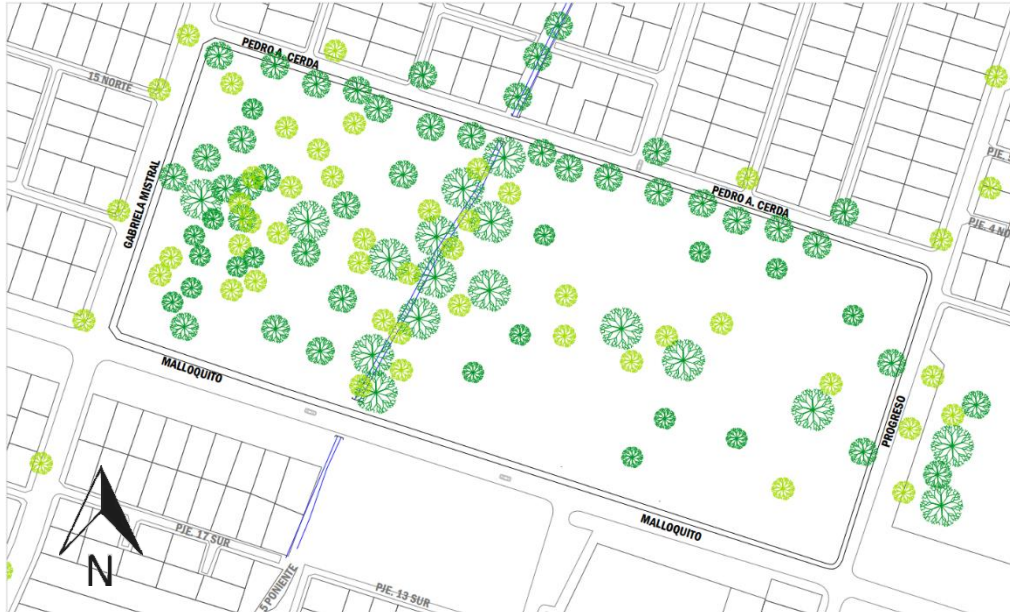 PEDRO A. CERDA
15 NORTE
PJE.
GABRIELA MISTRAL
PEDRO A. CERDA
PJE. 4 NO
MALLOQUITO
PROGRESO
MALLOQUITO
PJE. 17 SUR
N
5 PONIENTE
PJE. 13 SUR